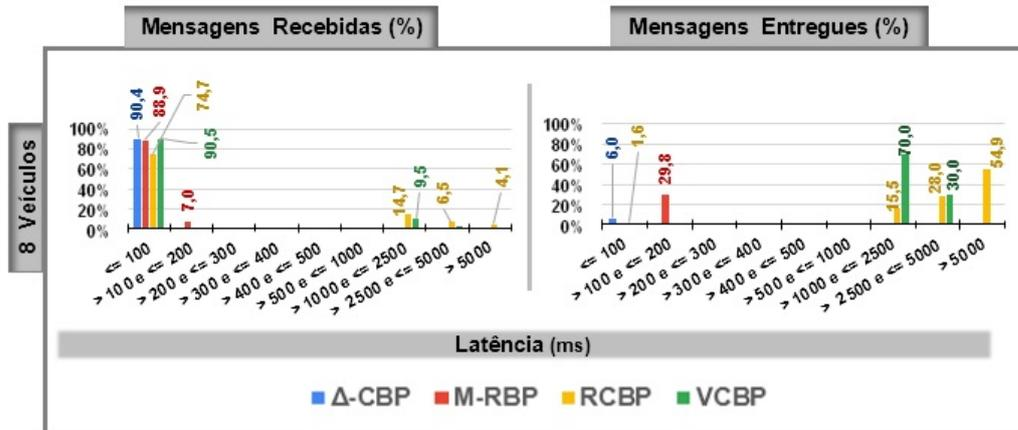 Mensagens Recebidas (%)
Mensagens Entregues (%)
8 Veículos
100%
80%
60%
40%
20%
0%
90,4
88,9
74,7
90,5
7,0
14,7
9,5
6,5
4,1
<= 100
> 100 e <= 200
> 200 e <= 300
> 300 e <= 400
> 400 e <= 500
> 500 e <= 1000
> 1000 e <= 2500
> 2500 e <= 5000
> 5000
100%
80%
60%
40%
20%
0%
6,0
1,6
29,8
15,5
70,0
28,0
30,0
54,9
<= 100
> 100 e <= 200
> 200 e <= 300
> 300 e <= 400
> 400 e <= 500
> 500 e <= 1000
> 1000 e <= 2500
> 2500 e <= 5000
> 5000
Latência (ms)
Δ-CBP M-RBP RCBP VCBP